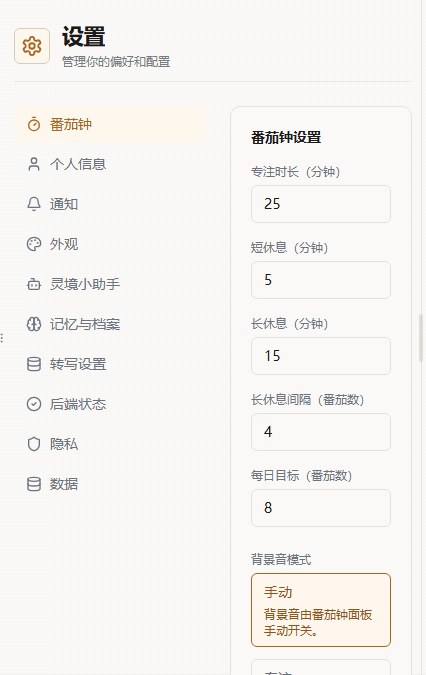 设置
管理你的偏好和配置
番茄钟
个人信息
通知
外观
灵境小助手
记忆与档案
转写设置
后端状态
隐私
数据
番茄钟设置
专注时长（分钟）
25
短休息（分钟）
5
长休息（分钟）
15
长休息间隔（番茄数）
4
每日目标（番茄数）
8
背景音模式
手动
背景音由番茄钟面板
手动开关。